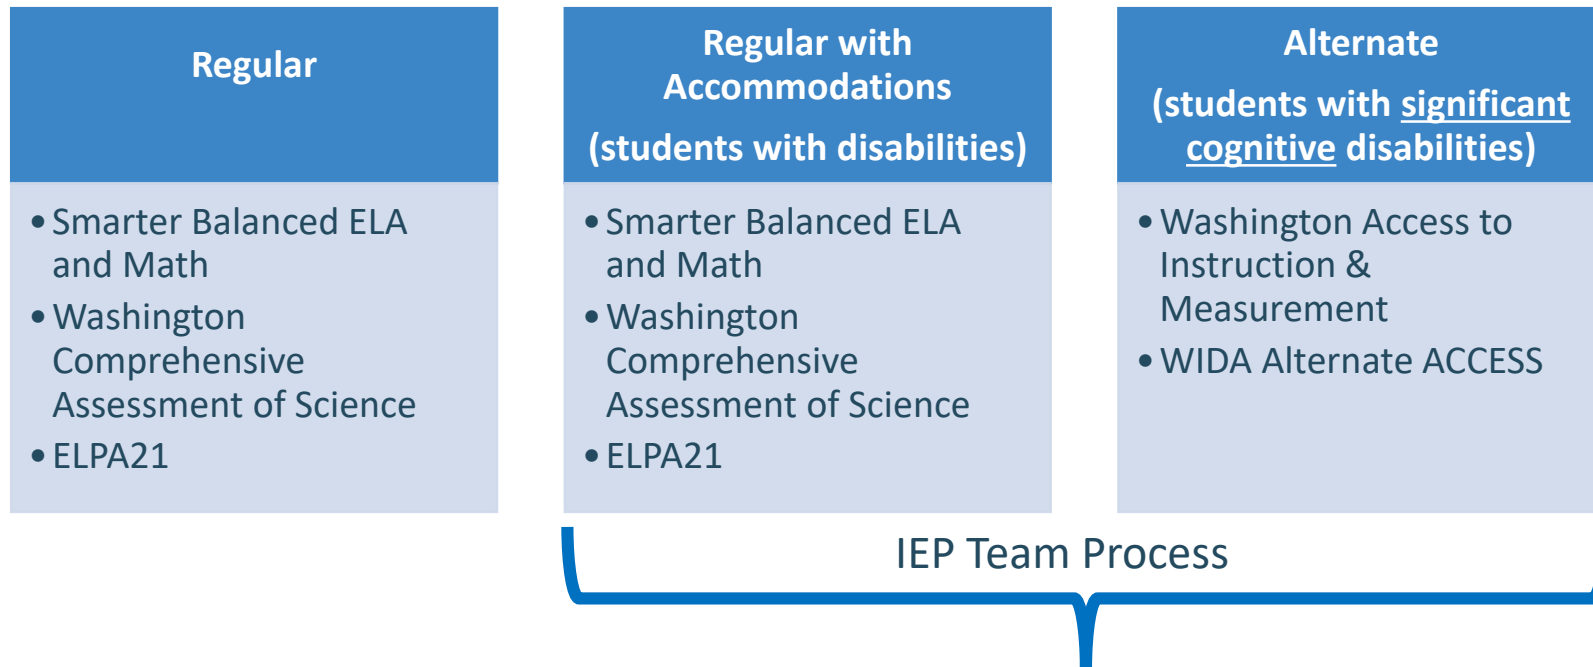 Regular
• Smarter Balanced ELA
and Math
• Washington
Comprehensive
Assessment of Science
• ELPA21
Regular with
Accommodations
(students with disabilities)
• Smarter Balanced ELA
and Math
• Washington
Comprehensive
Assessment of Science
• ELPA21
Alternate
(students with significant
cognitive disabilities)
• Washington Access to
Instruction &
Measurement
• WIDA Alternate ACCESS
IEP Team Process